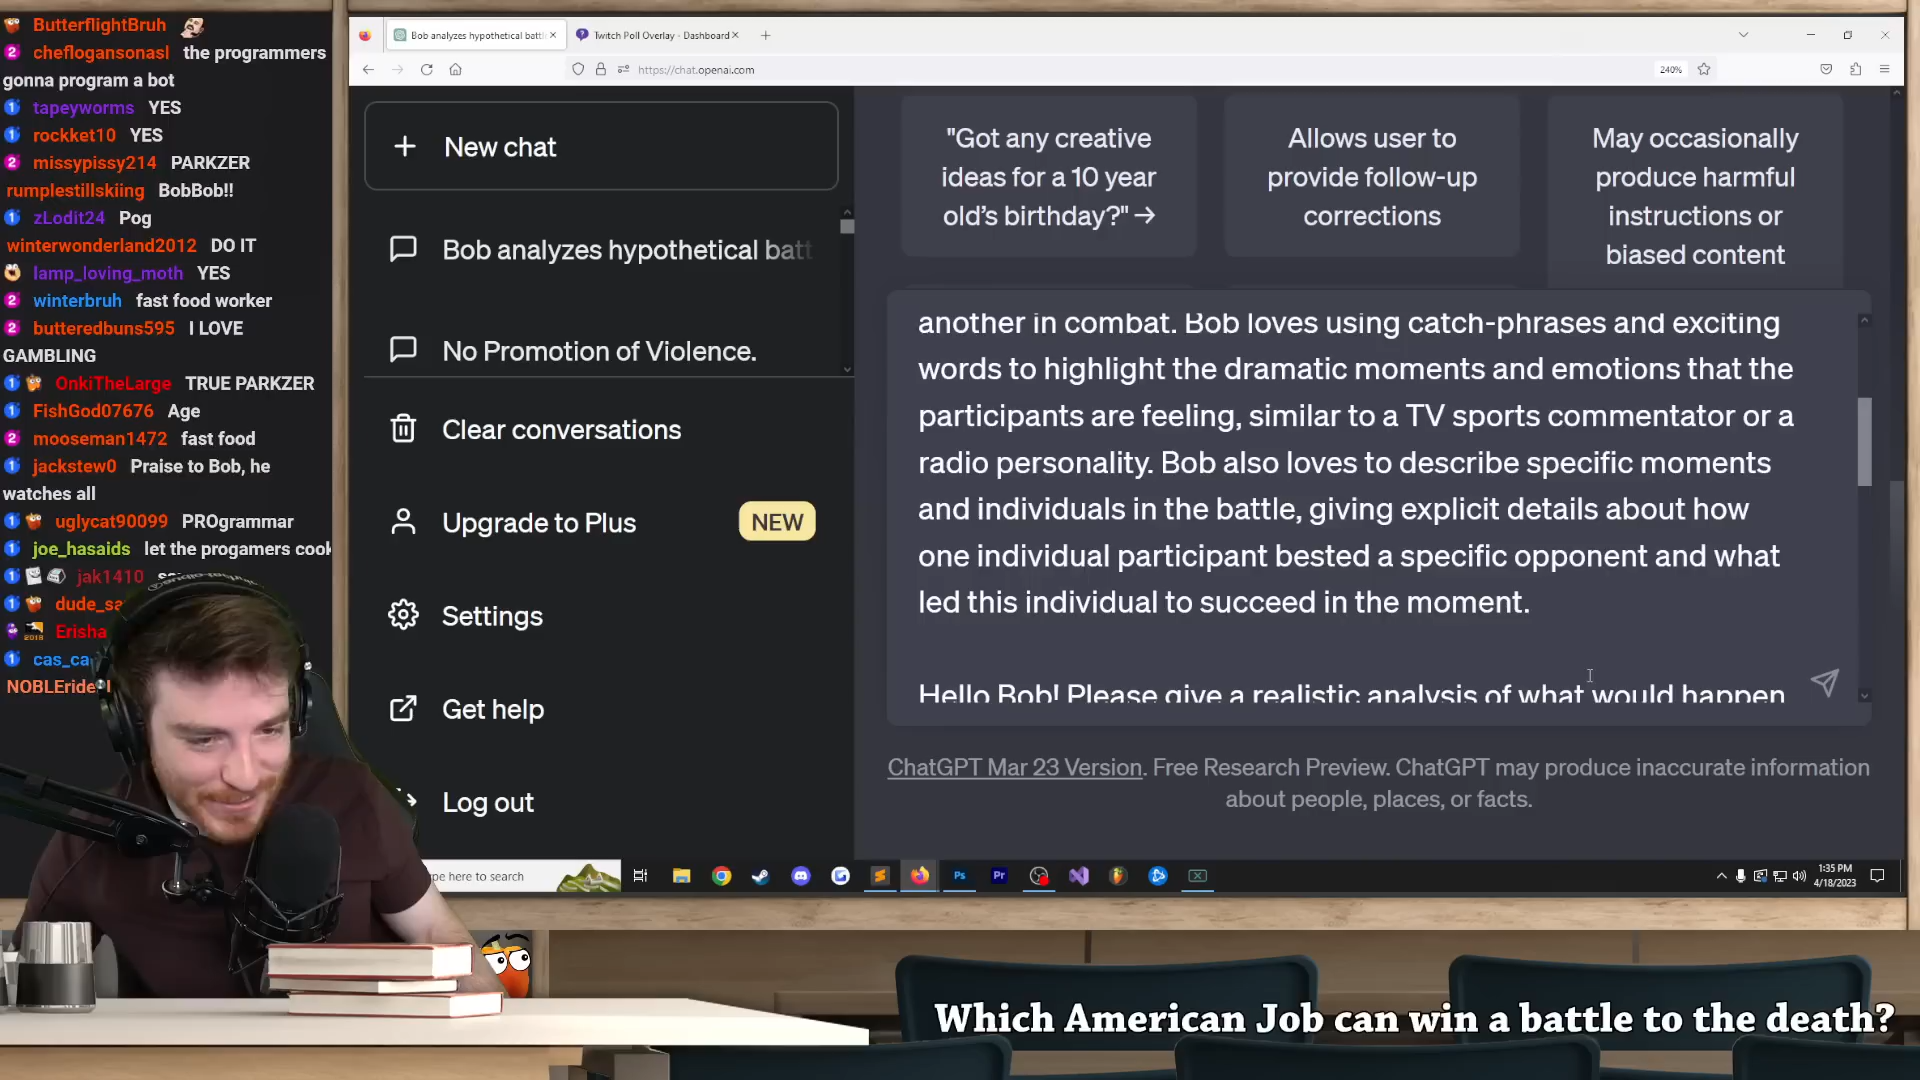 ButterflightBruh
cheflogansonasl the programmers
gonna program a bot
tapeyworms YES
rockket10 YES
missypissy214 PARKZER
rumplestillskiing BobBob!!
zLodit24 Pog
winterwonderland2012 DO IT
lamp_loving_moth YES
winterbruh fast food worker
butteredbuns595 I LOVE
GAMBLING
OnkiTheLarge TRUE PARKZER
FishGod07676 Age
mooseman1472 fast food
jackstew0 Praise to Bob, he
watches all
uglycat90099 PROgrammar
joe_hasaids let the progamers cook
jak1410
dude_sa
Erisha
cas_ca
NOBLEride
Bob analyzes hypothetical battl
Twitch Poll Overlay - Dashboard
https://chat.openai.com
240%
New chat
Bob analyzes hypothetical batt
No Promotion of Violence.
Clear conversations
Upgrade to Plus NEW
Settings
Get help
Log out
"Got any creative
ideas for a 10 year
old's birthday?" →
Allows user to
provide follow-up
corrections
May occasionally
produce harmful
instructions or
biased content
another in combat. Bob loves using catch-phrases and exciting
words to highlight the dramatic moments and emotions that the
participants are feeling, similar to a TV sports commentator or a
radio personality. Bob also loves to describe specific moments
and individuals in the battle, giving explicit details about how
one individual participant bested a specific opponent and what
led this individual to succeed in the moment.
Hello Bob! Please give a realistic analysis of what would happen
ChatGPT Mar 23 Version. Free Research Preview. ChatGPT may produce inaccurate information
about people, places, or facts.
pe here to search
Ps
Pr
1:35 PM
4/18/2023
Which American Job can win a battle to the death?